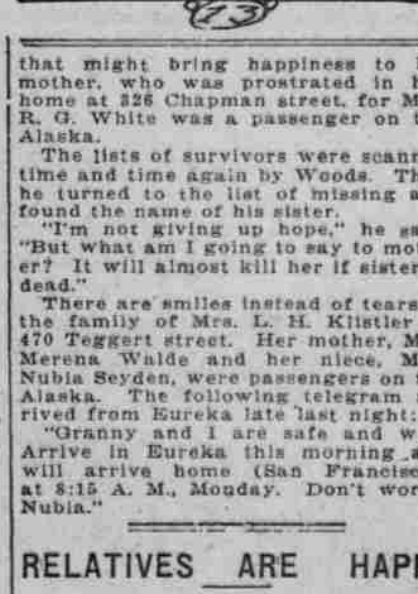 13
that might bring happiness to
mother, who was prostrated in
home at 326 Chapman street, for M
R. G. White was a passenger on
Alaska.
The lists of survivors were scann
time and time again by Woods. Th
he turned to the list of missing a
found the name of his sister.
"I'm not giving up hope," he sa
"But what am I going to say to mot
er? It will almost kill her if sister
dead."
There are smiles instead of tears
the family of Mrs. L. H. Klistler
470 Teggert street. Her mother, M
Merena Walde and her niece, M
Nubia Seyden, were passengers on
Alaska. The following telegram
rived from Eureka late last night:
"Granny and I are safe and w
Arrive in Eureka this morning a
will arrive home (San Francisc
at 8:15 A. M., Monday. Don't wor
Nubia."
RELATIVES ARE HAP